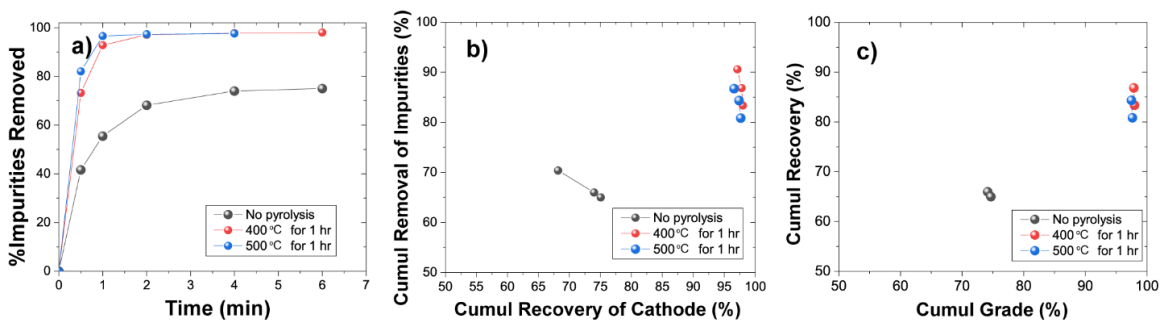 a)
%Impurities Removed
100
80
60
40
20
0
0 1 2 3 4 5 6 7
Time (min)
No pyrolysis
400 °C for 1 hr
500 °C for 1 hr
b)
Cumul Removal of Impurities (%)
100
90
80
70
60
50
50 55 60 65 70 75 80 85 90 95 100
Cumul Recovery of Cathode (%)
No pyrolysis
400 °C for 1 hr
500 °C for 1 hr
c)
Cumul Recovery (%)
100
90
80
70
60
50
50 60 70 80 90 100
Cumul Grade (%)
No pyrolysis
400 °C for 1 hr
500 °C for 1 hr